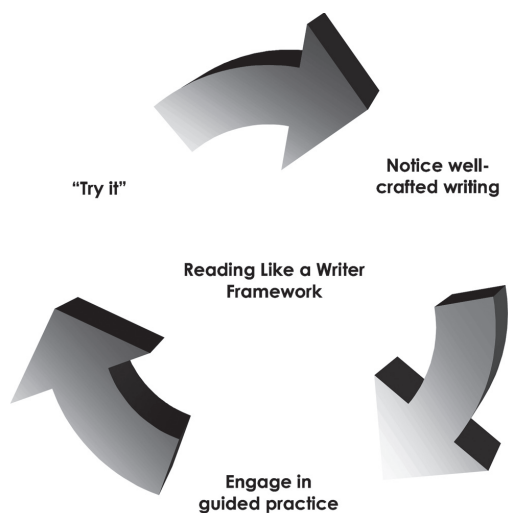 “Try it”
Notice well-
crafted writing
Reading Like a Writer
Framework
Engage in
guided practice